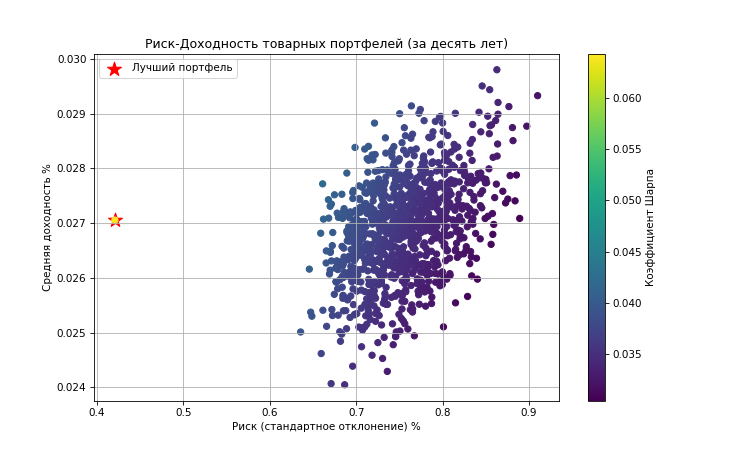 Риск-Доходность товарных портфелей (за десять лет)
Лучший портфель
Средняя доходность %
0.030
0.029
0.028
0.027
0.026
0.025
0.024
0.4 0.5 0.6 0.7 0.8 0.9
Риск (стандартное отклонение) %
0.060
0.055
0.050
0.045
0.040
0.035
Коэффициент Шарпа